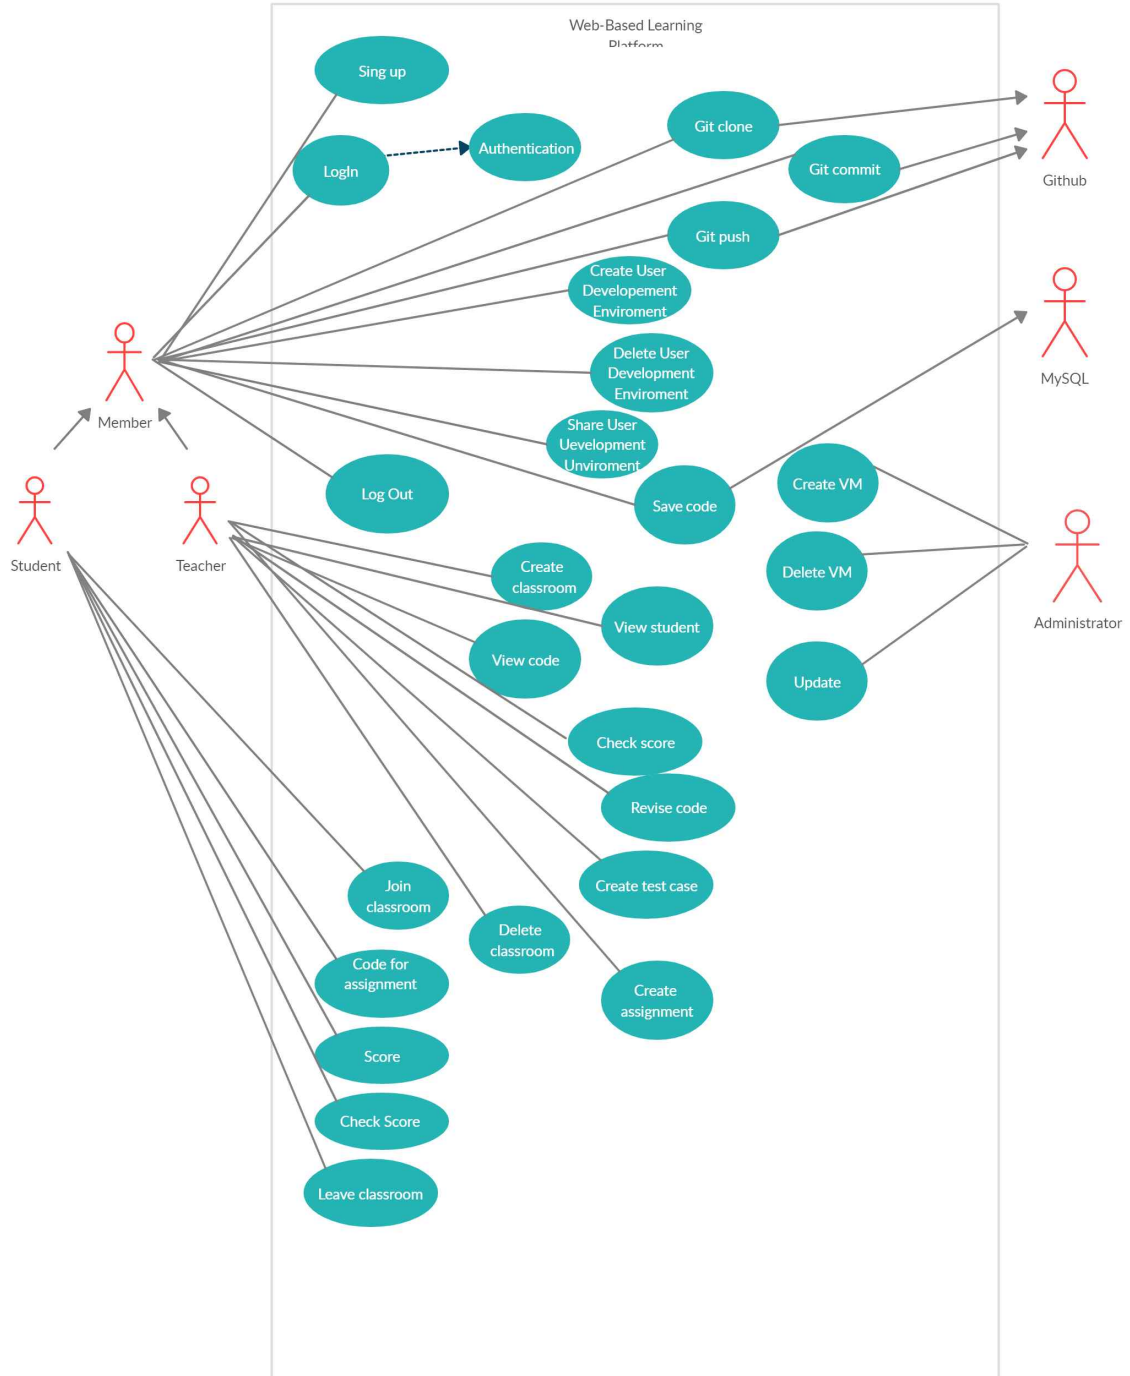 Web-Based Learning
Platform
Sing up
LogIn
Authentication
Git clone
Git commit
Github
Git push
Create User
Developement
Enviroment
MySQL
Delete User
Development
Enviroment
Member
Share User
Uevelopment
Unviroment
Log Out
Save code
Create VM
Student
Teacher
Create
classroom
Delete VM
Administrator
View student
View code
Update
Check score
Revise code
Create test case
Join
classroom
Delete
classroom
Code for
assignment
Create
assignment
Score
Check Score
Leave classroom